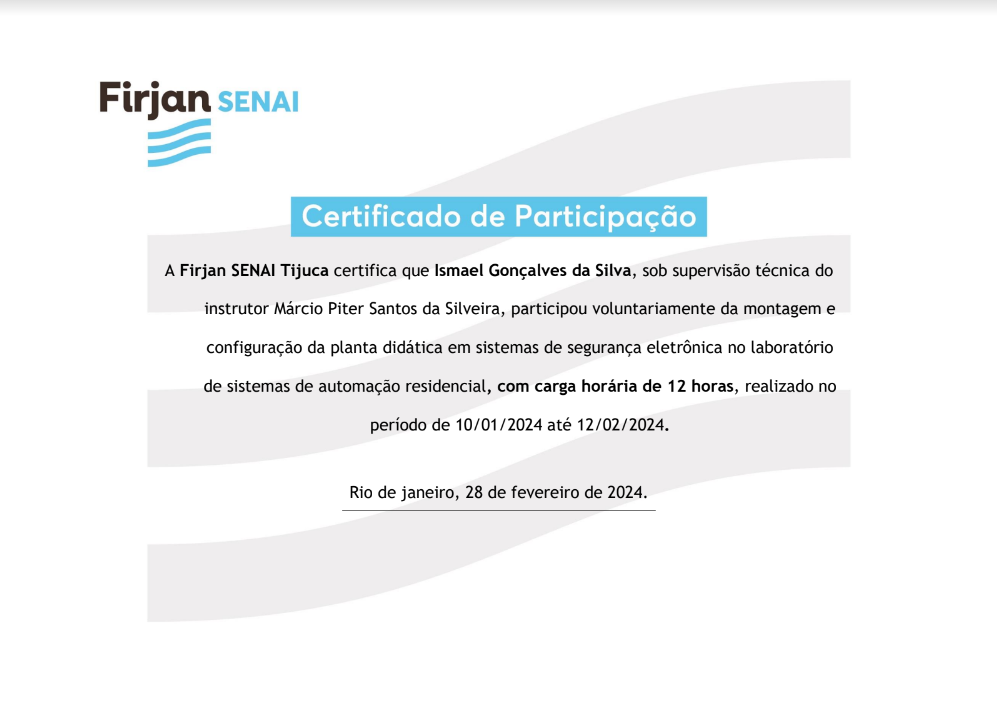 Firjan SENAI
Certificado de Participação
A Firjan SENAI Tijuca certifica que Ismael Gonçalves da Silva, sob supervisão técnica do
instrutor Márcio Piter Santos da Silveira, participou voluntariamente da montagem e
configuração da planta didática em sistemas de segurança eletrônica no laboratório
de sistemas de automação residencial, com carga horária de 12 horas, realizado no
período de 10/01/2024 até 12/02/2024.
Rio de janeiro, 28 de fevereiro de 2024.